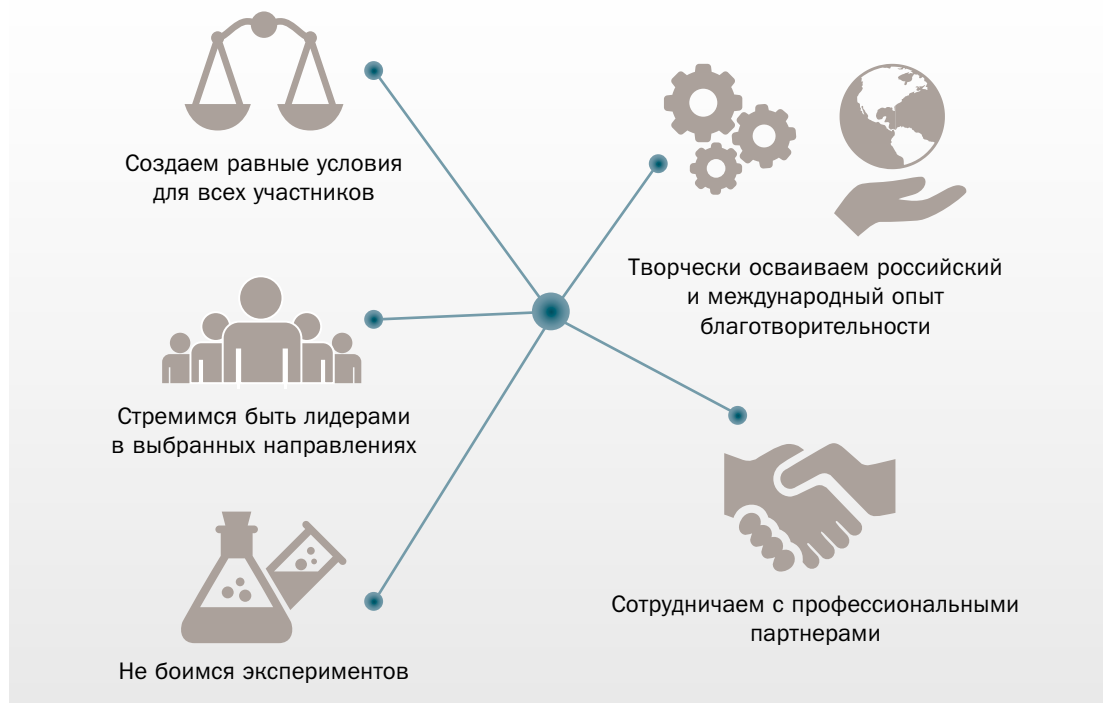 Создаем равные условия
для всех участников
Стремимся быть лидерами
в выбранных направлениях
Не боимся экспериментов
Творчески осваиваем российский
и международный опыт
благотворительности
Сотрудничаем с профессиональными
партнерами